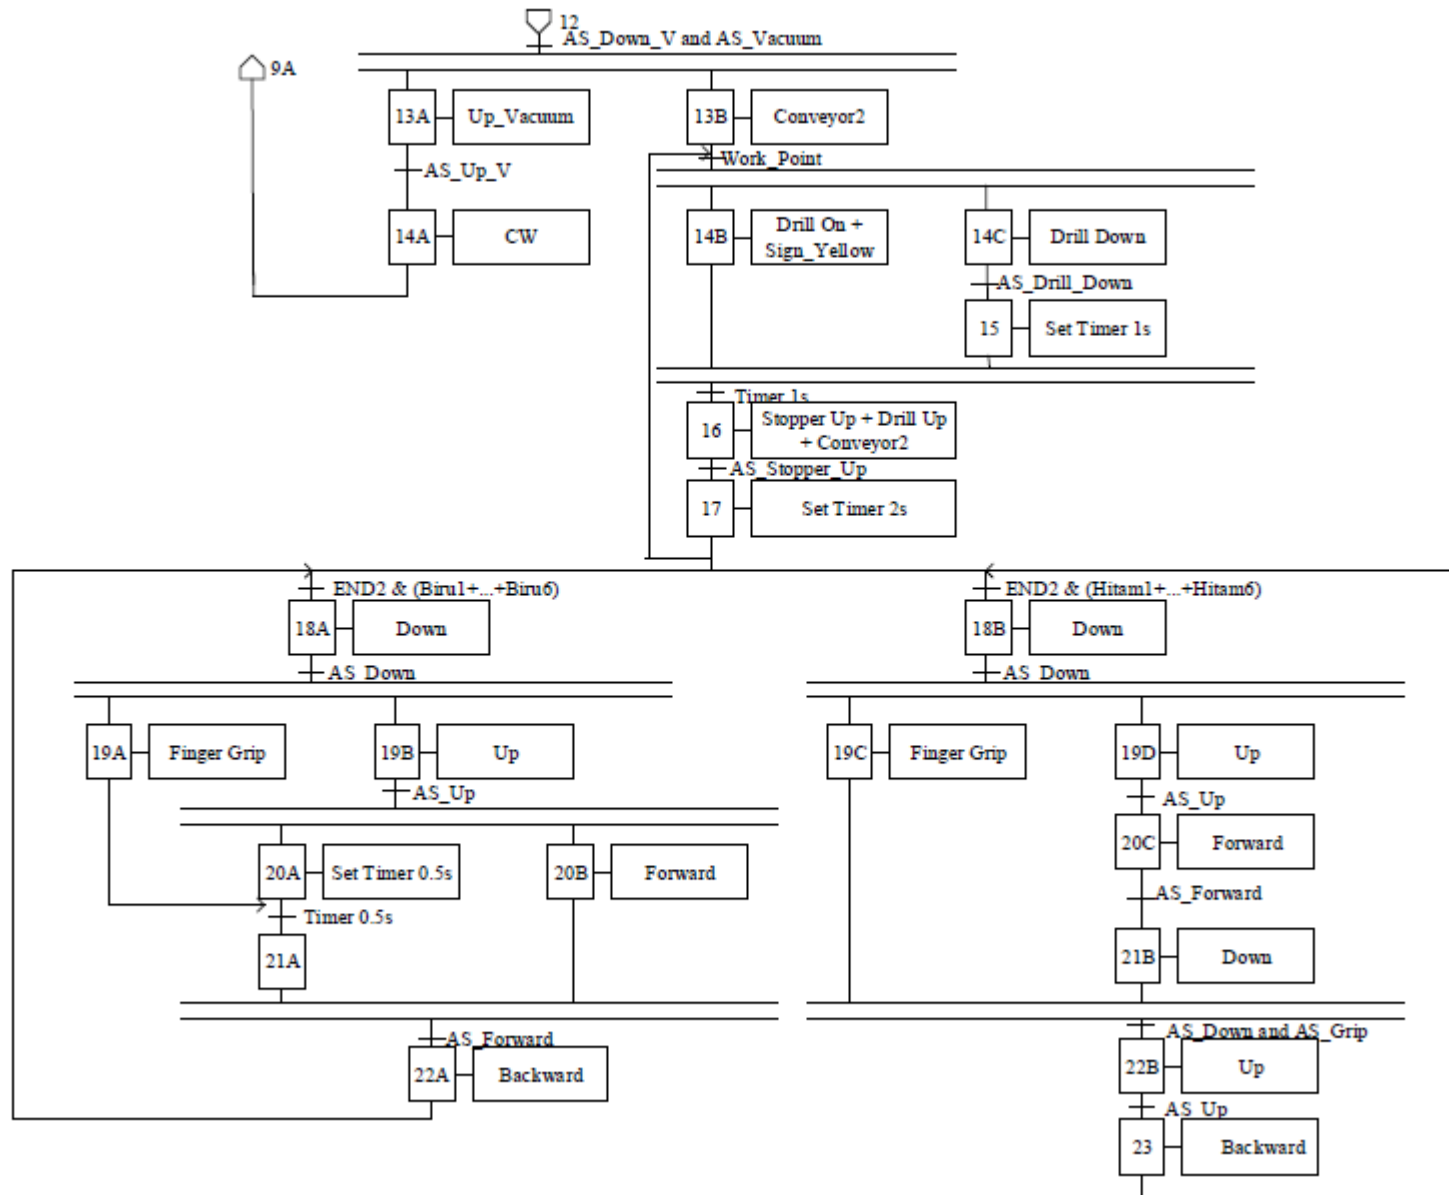 12
AS_Down_V and AS_Vacuum
9A
13A
Up_Vacuum
13B
Conveyor2
AS_Up_V
Work_Point
14A
CW
14B
Drill On +
Sign_Yellow
14C
Drill Down
AS_Drill_Down
15
Set Timer 1s
Timer 1s
16
Stopper Up + Drill Up
+ Conveyor2
AS_Stopper_Up
17
Set Timer 2s
END2 & (Biru1+...+Biru6)
END2 & (Hitam1+...+Hitam6)
18A
Down
18B
Down
AS_Down
AS_Down
19A
Finger Grip
19B
Up
19C
Finger Grip
19D
Up
AS_Up
AS_Up
20A
Set Timer 0.5s
20B
Forward
20C
Forward
Timer 0.5s
AS_Forward
21A
21B
Down
AS_Forward
AS_Down and AS_Grip
22A
Backward
22B
Up
AS_Up
23
Backward